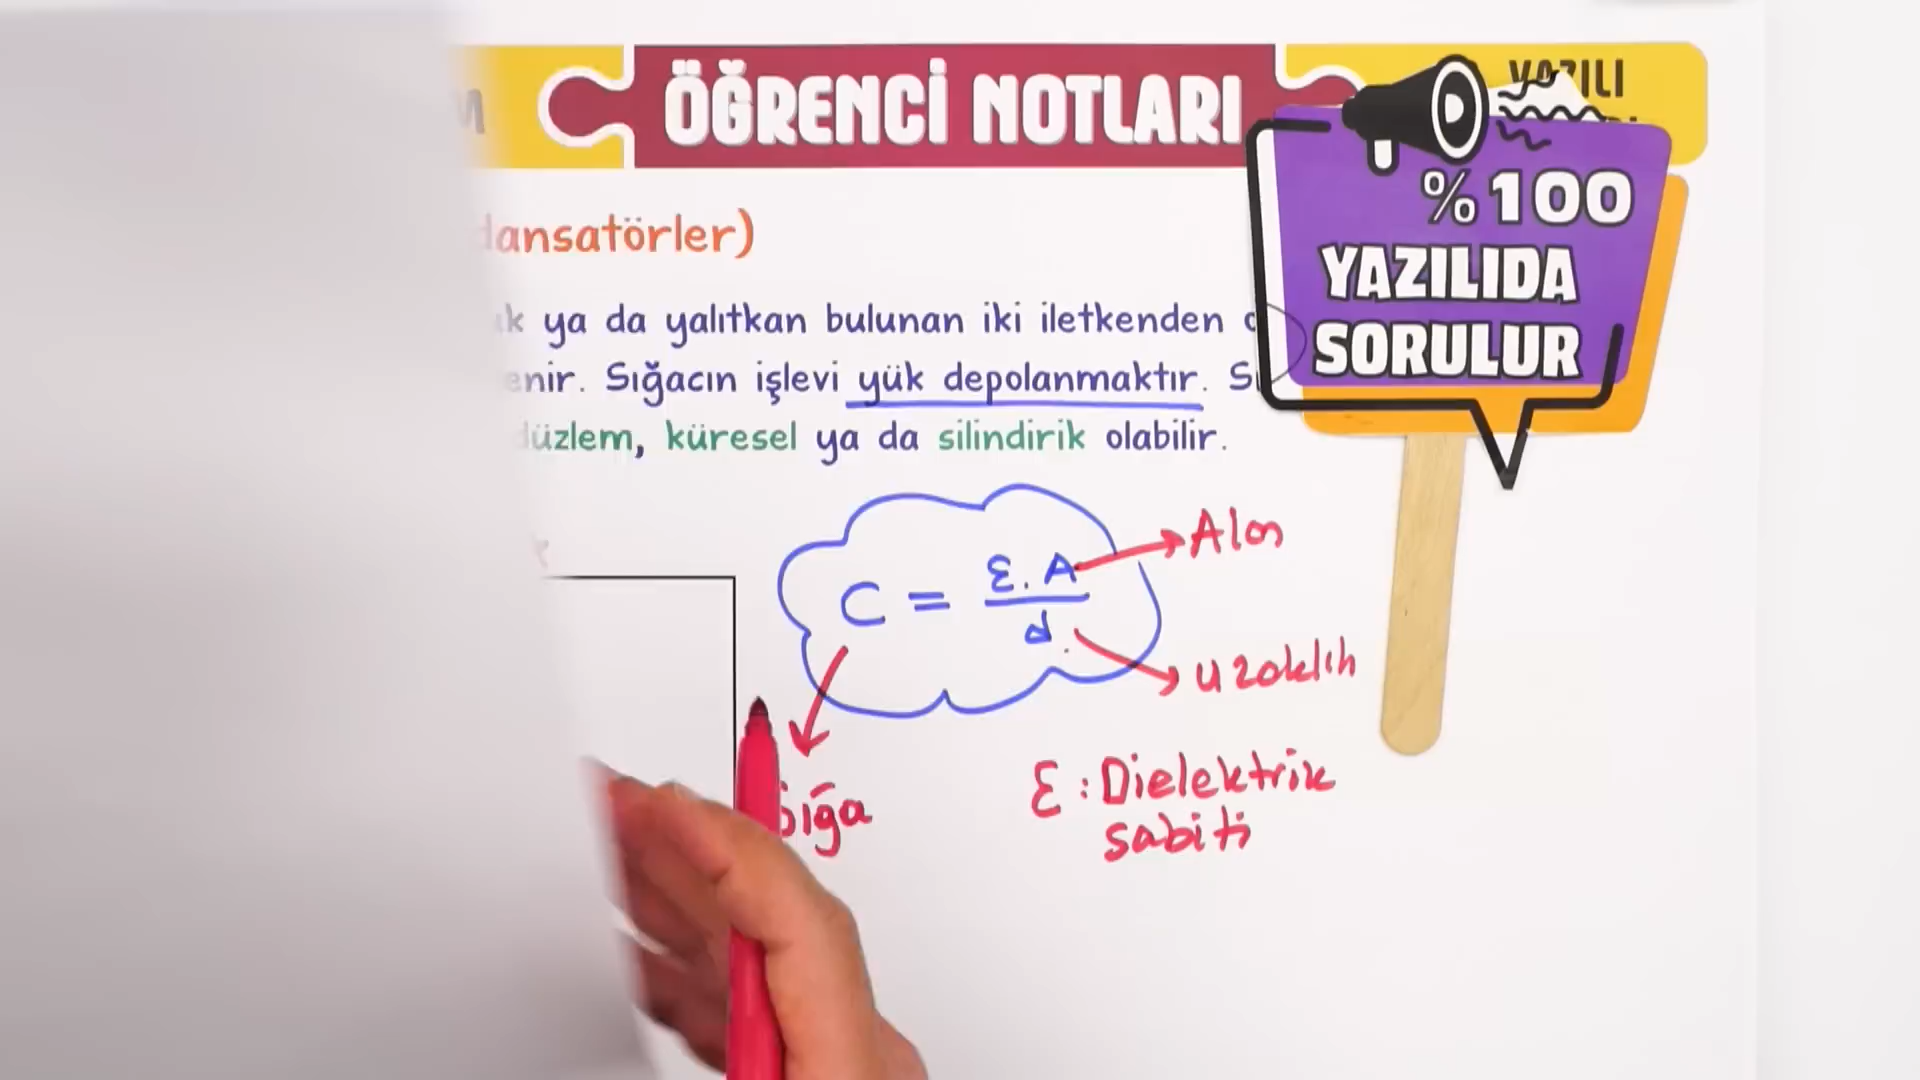 ÖĞRENCİ NOTLARI
%100
YAZILIDA
SORULUR
dansatörler)
ya da yalıtkan bulunan iki iletkenden
enir. Sığacın işlevi yük depolanmaktır.
düzlem, küresel ya da silindirik olabilir.
C = ε.A / d
Alan
uzaklık
Sığa
ε : Dielektrik
sabiti